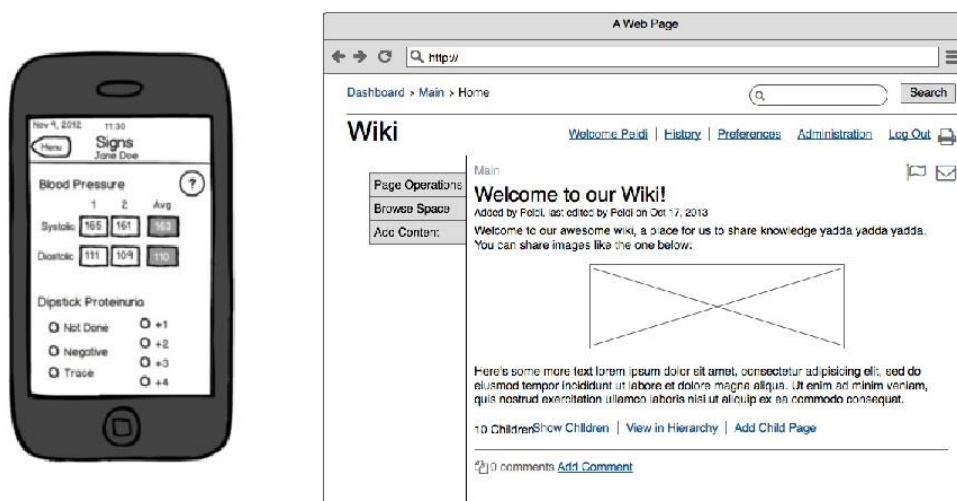 Nov 9, 2012 11:30
Menu
Signs
Jane Doe
Blood Pressure
?
1 2 Avg
Systolic 165 161 163
Diastolic 111 109 110
Dipstick Proteinuria
Not Done +1
Negative +2
Trace +3
+4
A Web Page
http://
Dashboard > Main > Home
Search
Wiki
Welcome Peldi | History | Preferences Administration Log Out
Page Operations
Browse Space
Add Content
Main
Welcome to our Wiki!
Added by Peldi, last edited by Peldi on Oct 17, 2013
Welcome to our awesome wiki, a place for us to share knowledge yadda yadda yadda.
You can share images like the one below:
Here's some more text lorem ipsum dolor sit amet, consectetur adipisicing elit, sed do
eiusmod tempor incididunt ut labore et dolore magna aliqua. Ut enim ad minim veniam,
quis nostrud exercitation ullamco laboris nisi ut aliquip ex ea commodo consequat.
10 Children Show Children | View in Hierarchy | Add Child Page
0 comments Add Comment